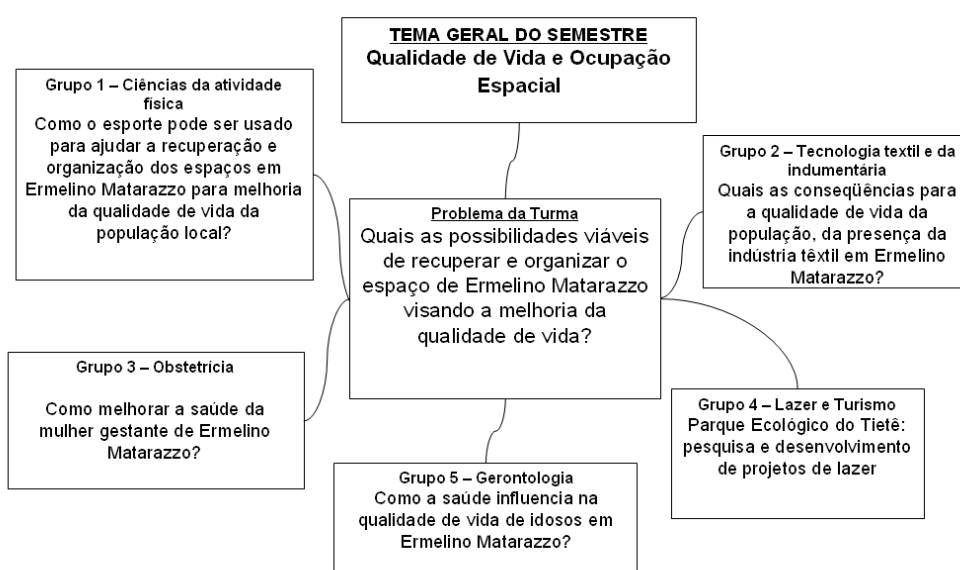 TEMA GERAL DO SEMESTRE
Qualidade de Vida e Ocupação
Espacial
Grupo 1 – Ciências da atividade
física
Como o esporte pode ser usado
para ajudar a recuperação e
organização dos espaços em
Ermelino Matarazzo para melhoria
da qualidade de vida da
população local?
Grupo 2 – Tecnologia textil e da
indumentária
Quais as conseqüências para
a qualidade de vida da
população, da presença da
indústria têxtil em Ermelino
Matarazzo?
Problema da Turma
Quais as possibilidades viáveis
de recuperar e organizar o
espaço de Ermelino Matarazzo
visando a melhoria da
qualidade de vida?
Grupo 3 – Obstetrícia
Como melhorar a saúde da
mulher gestante de Ermelino
Matarazzo?
Grupo 4 – Lazer e Turismo
Parque Ecológico do Tietê:
pesquisa e desenvolvimento
de projetos de lazer
Grupo 5 – Gerontologia
Como a saúde influencia na
qualidade de vida de idosos em
Ermelino Matarazzo?